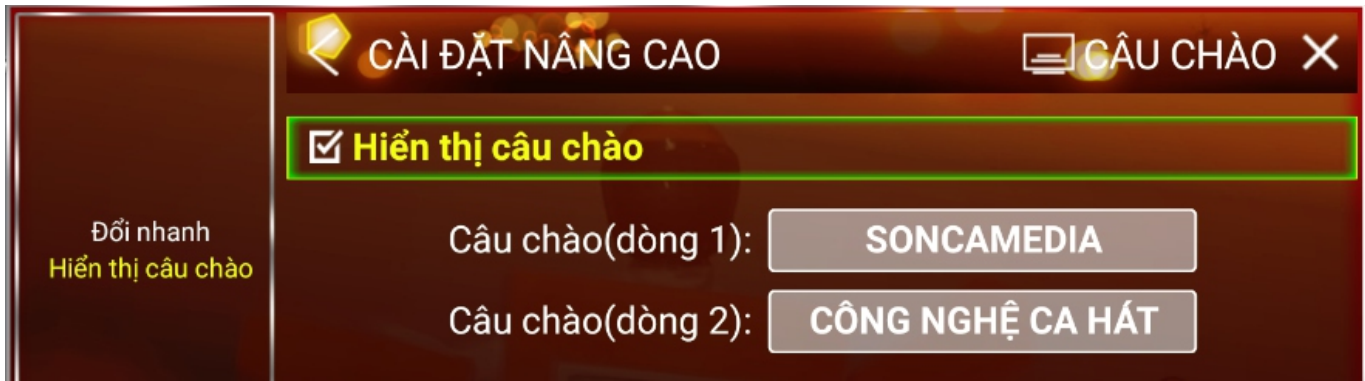 CÀI ĐẶT NÂNG CAO
CÂU CHÀO
Hiển thị câu chào
Đổi nhanh
Hiển thị câu chào
Câu chào(dòng 1): SONCAMEDIA
Câu chào(dòng 2): CÔNG NGHỆ CA HÁT